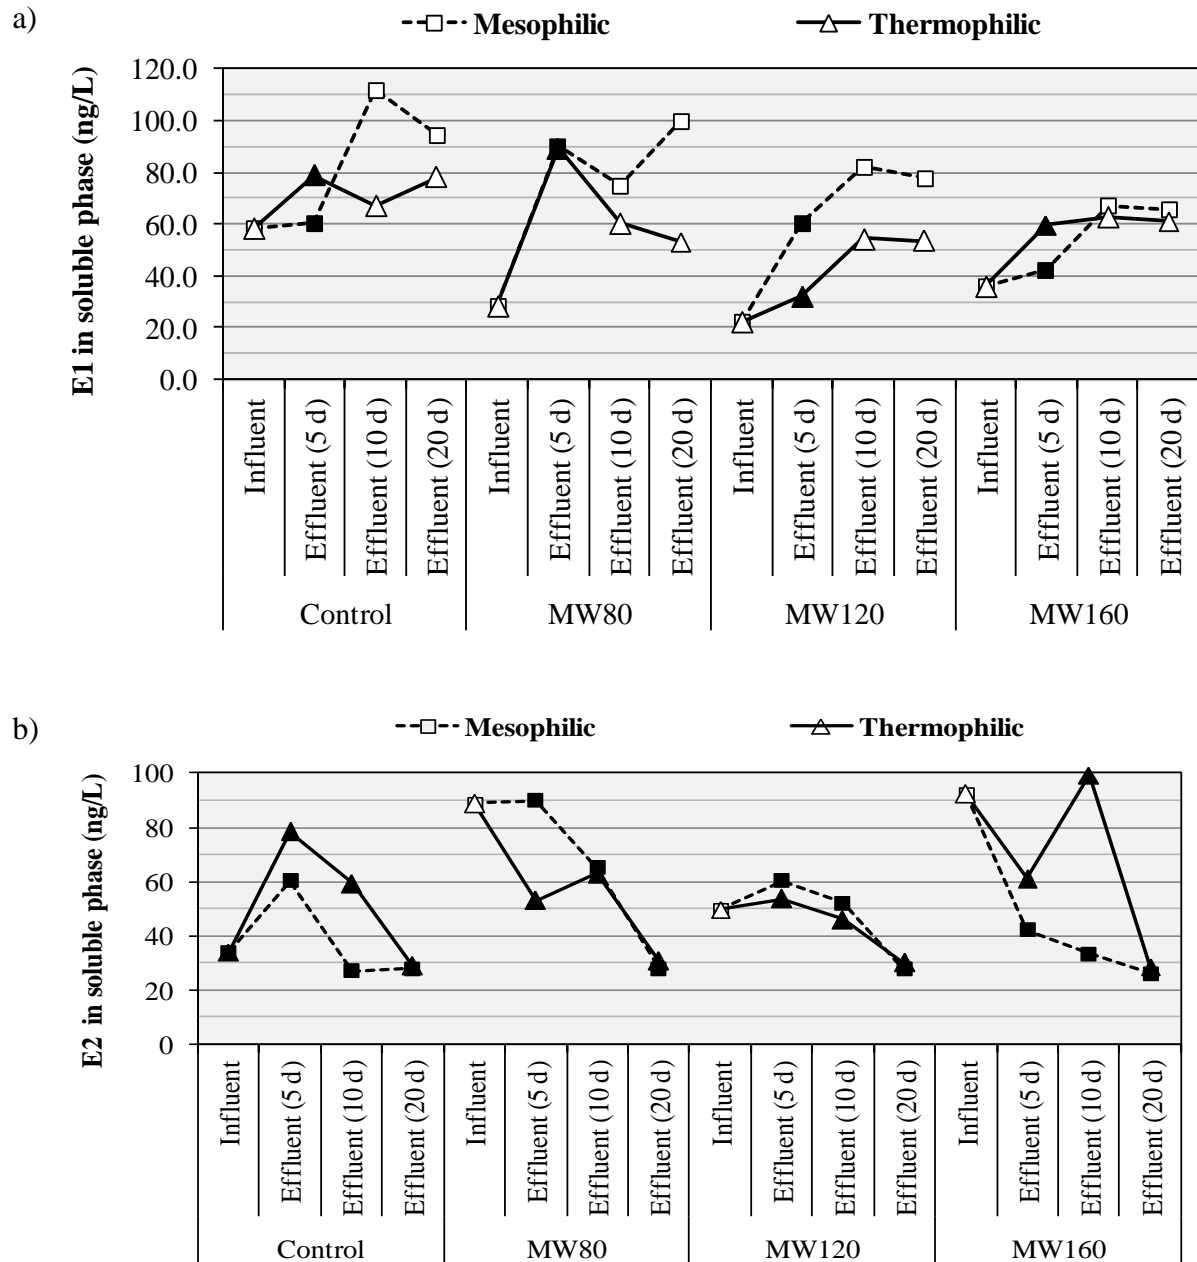 a)
Mesophilic Thermophilic
E1 in soluble phase (ng/L)
120.0
100.0
80.0
60.0
40.0
20.0
0.0
Influent
Effluent (5 d)
Effluent (10 d)
Effluent (20 d)
Influent
Effluent (5 d)
Effluent (10 d)
Effluent (20 d)
Influent
Effluent (5 d)
Effluent (10 d)
Effluent (20 d)
Influent
Effluent (5 d)
Effluent (10 d)
Effluent (20 d)
Control MW80 MW120 MW160
b)
Mesophilic Thermophilic
E2 in soluble phase (ng/L)
100
80
60
40
20
0
Influent
Effluent (5 d)
Effluent (10 d)
Effluent (20 d)
Influent
Effluent (5 d)
Effluent (10 d)
Effluent (20 d)
Influent
Effluent (5 d)
Effluent (10 d)
Effluent (20 d)
Influent
Effluent (5 d)
Effluent (10 d)
Effluent (20 d)
Control MW80 MW120 MW160